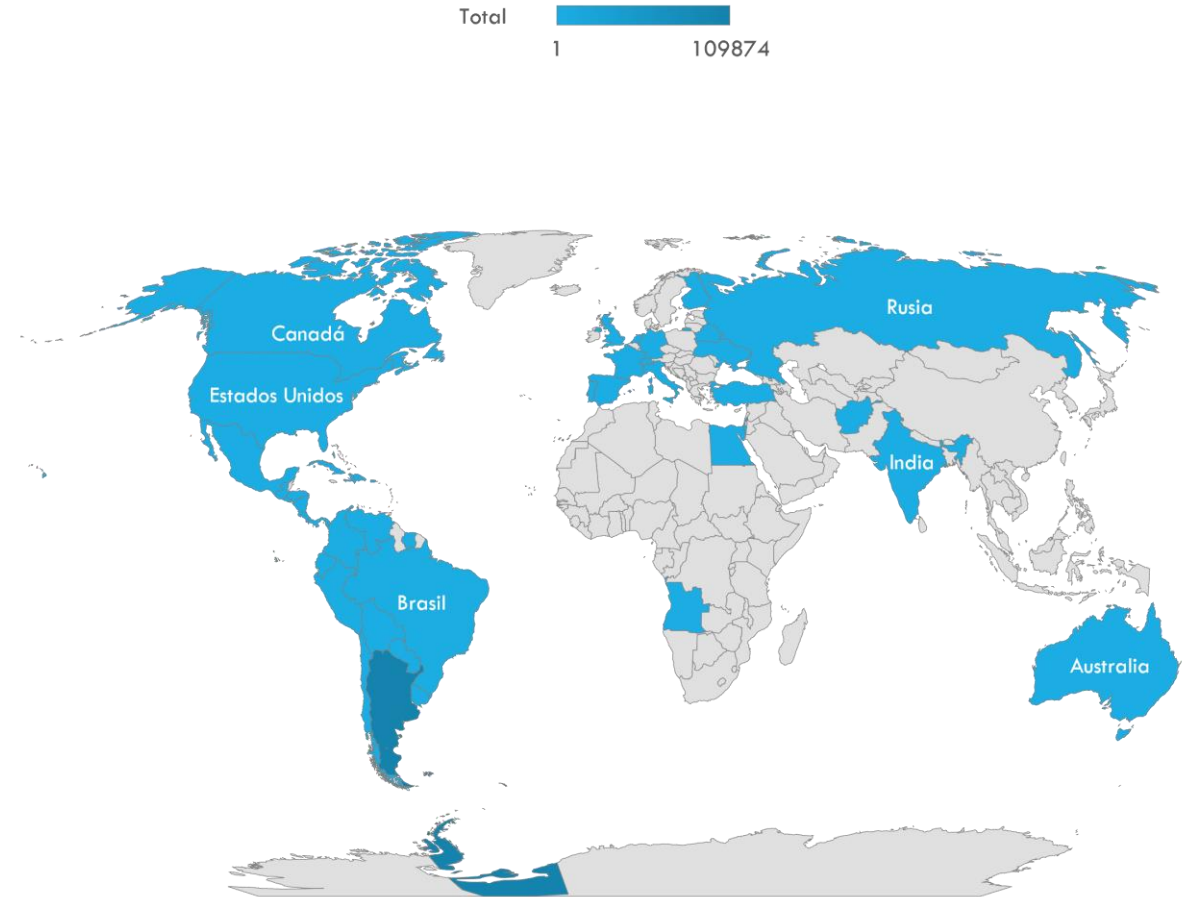 Total
1 109874
Canadá
Rusia
Estados Unidos
India
Brasil
Australia